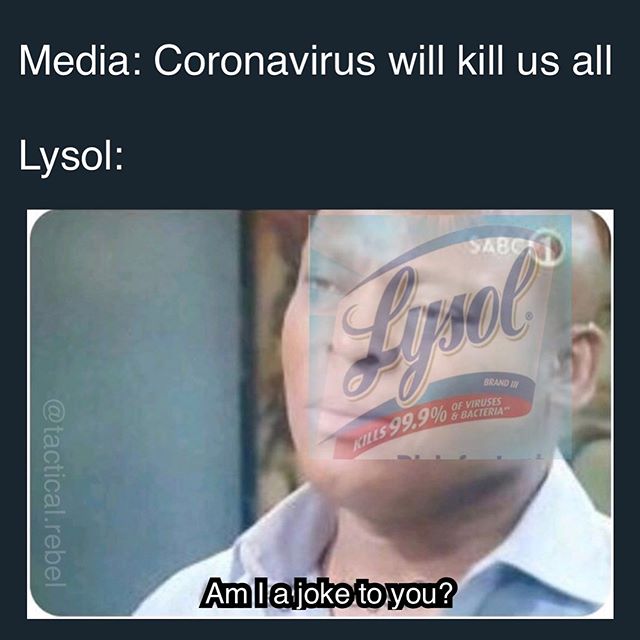 Media: Coronavirus will kill us all
Lysol:
SABC 1
Lysol®
BRAND III
KILLS 99.9% OF VIRUSES
& BACTERIA
@tactical.rebel
Am I a joke to you?